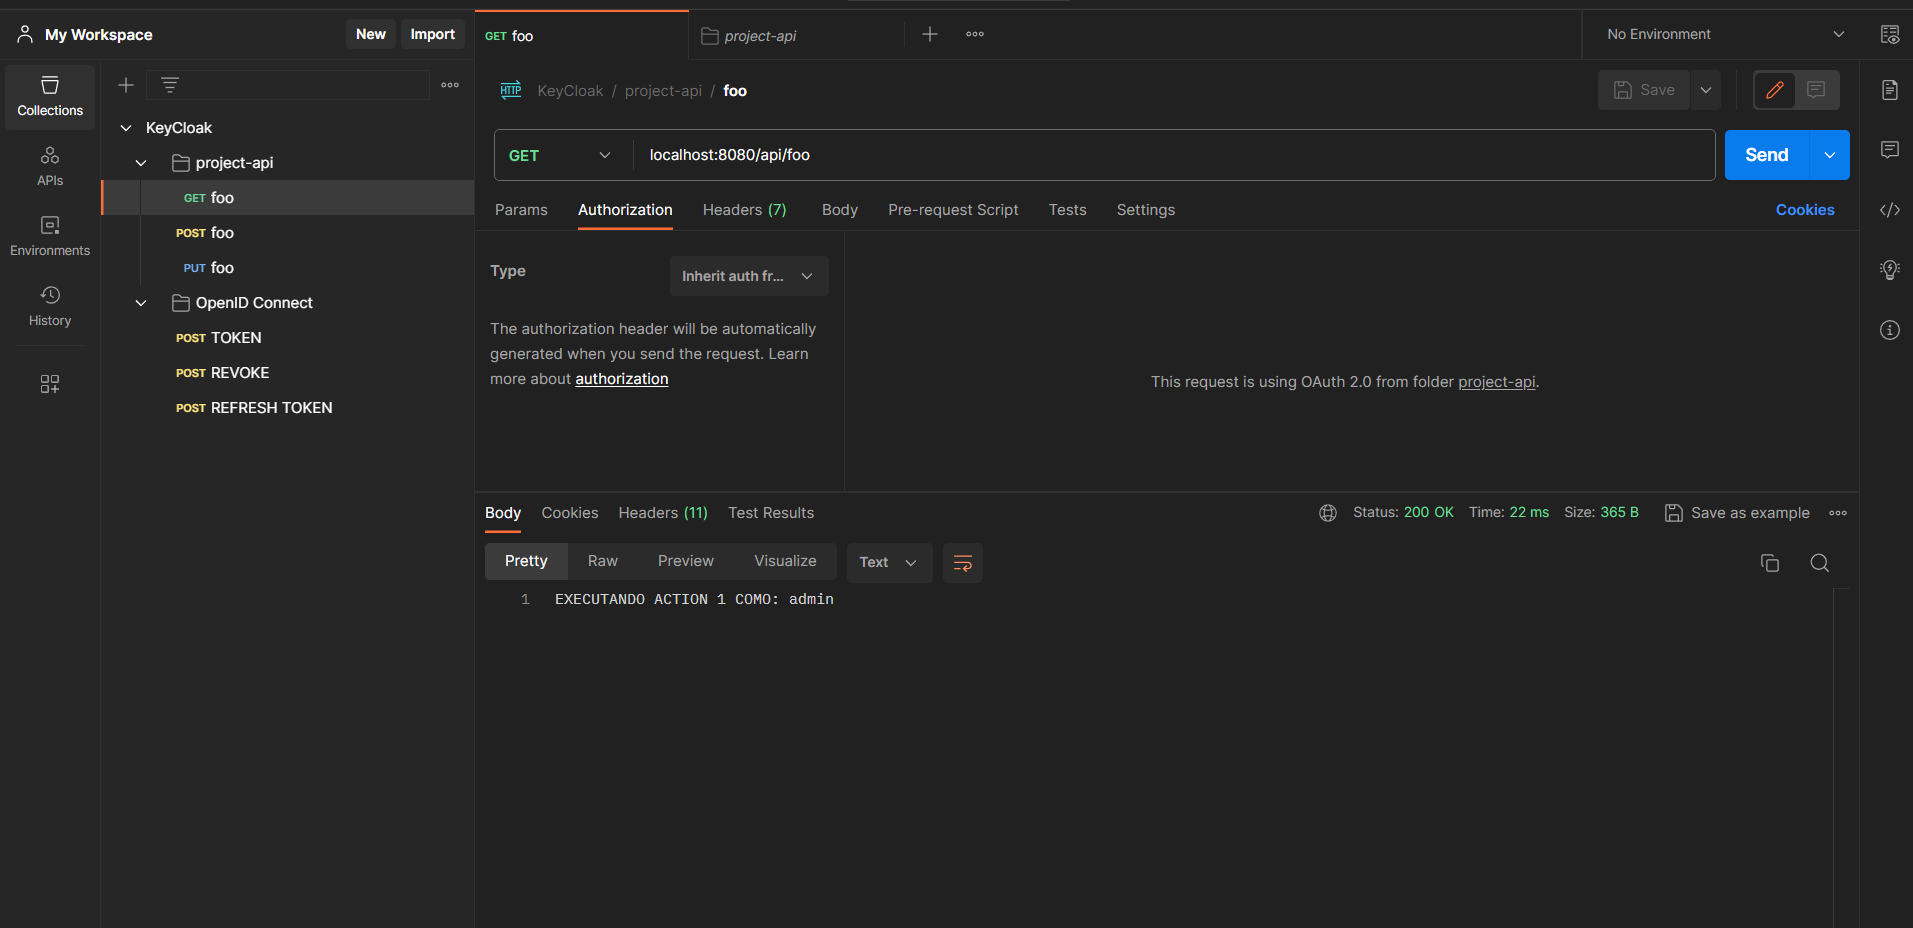 My Workspace
New
Import
GET foo
project-api
No Environment
Collections
APIs
Environments
History
KeyCloak
project-api
GET foo
POST foo
PUT foo
OpenID Connect
POST TOKEN
POST REVOKE
POST REFRESH TOKEN
HTTP
KeyCloak / project-api / foo
Save
GET
localhost:8080/api/foo
Send
Params
Authorization
Headers (7)
Body
Pre-request Script
Tests
Settings
Cookies
Type
Inherit auth fr...
The authorization header will be automatically
generated when you send the request. Learn
more about authorization
This request is using OAuth 2.0 from folder project-api.
Body
Cookies
Headers (11)
Test Results
Status: 200 OK
Time: 22 ms
Size: 365 B
Save as example
Pretty
Raw
Preview
Visualize
Text
1 EXECUTANDO ACTION 1 COMO: admin